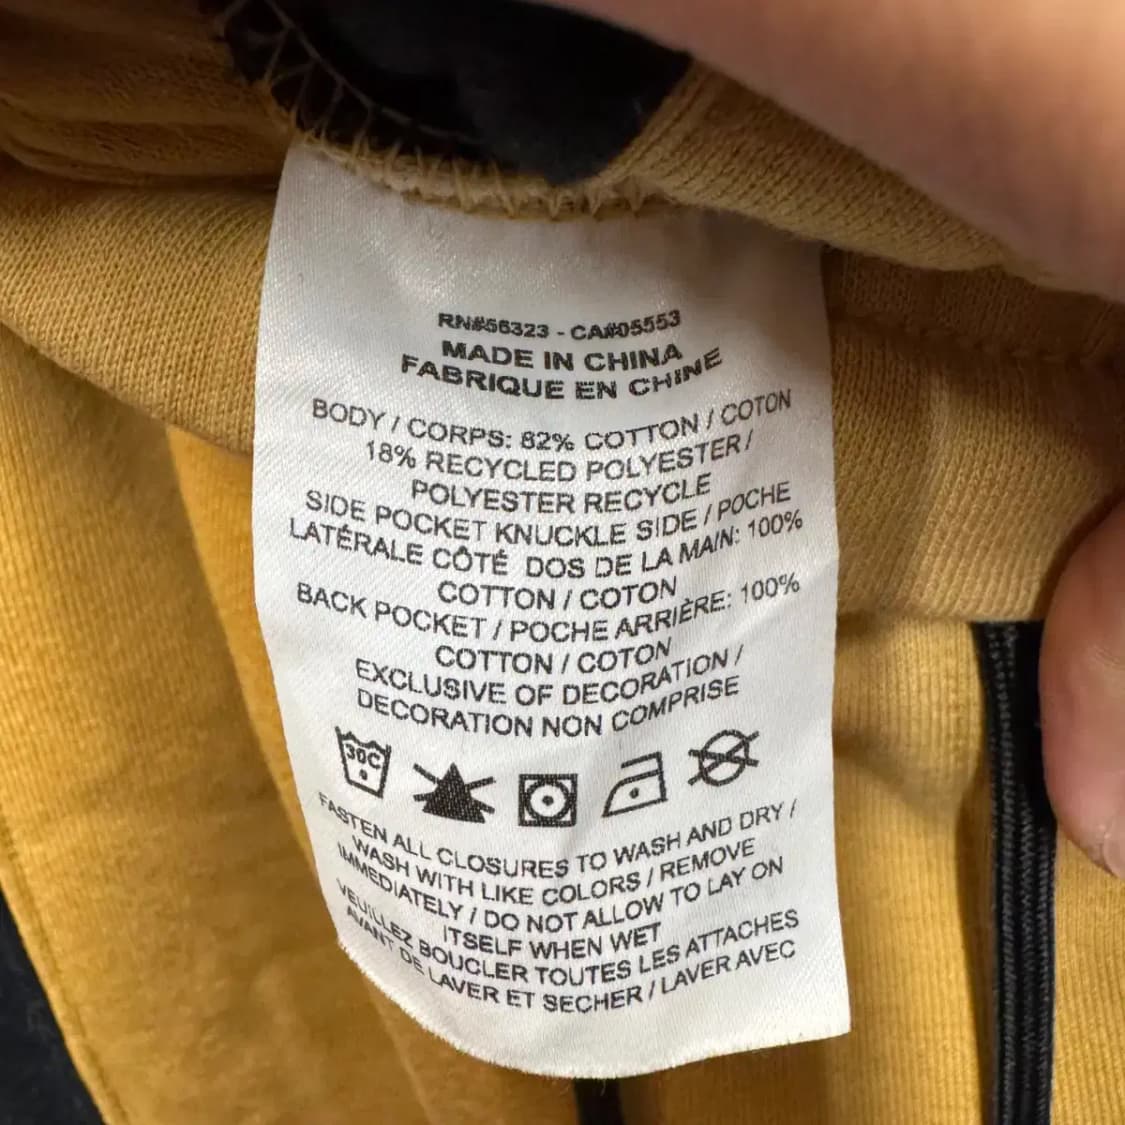 RN#56323 - CA#05553
MADE IN CHINA
FABRIQUE EN CHINE
BODY / CORPS: 82% COTTON / COTON
18% RECYCLED POLYESTER /
POLYESTER RECYCLE
SIDE POCKET KNUCKLE SIDE / POCHE
LATÉRALE CÔTÉ DOS DE LA MAIN: 100%
COTTON / COTON
BACK POCKET / POCHE ARRIÈRE: 100%
COTTON / COTON
EXCLUSIVE OF DECORATION /
DECORATION NON COMPRISE
30C
FASTEN ALL CLOSURES TO WASH AND DRY /
WASH WITH LIKE COLORS / REMOVE
IMMEDIATELY / DO NOT ALLOW TO LAY ON
ITSELF WHEN WET
VEUILLEZ BOUCLER TOUTES LES ATTACHES
AVANT DE LAVER ET SECHER / LAVER AVEC